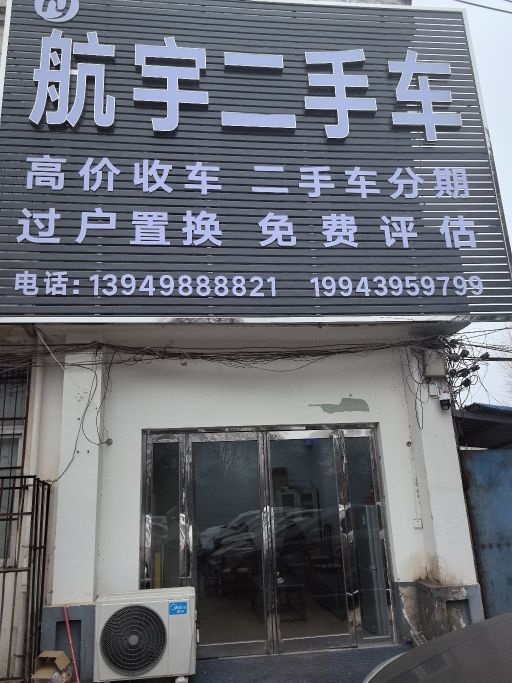 hy
航宇二手车
高价收车 二手车分期
过户置换 免费评估
电话: 13949888821 19943959799